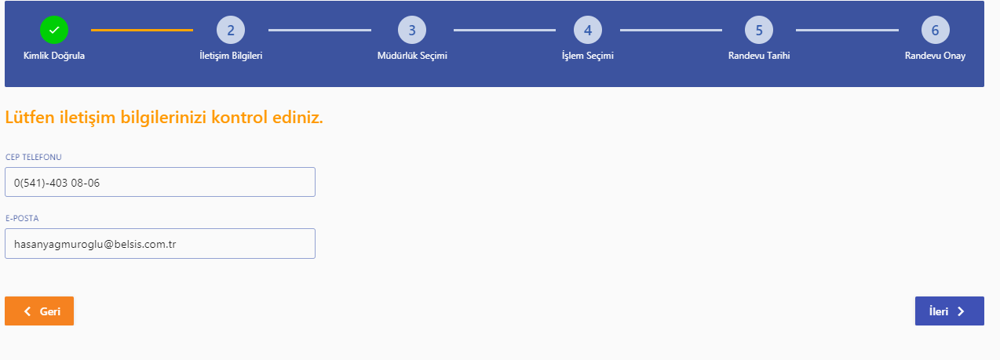 2 3 4 5 6
Kimlik Doğrula İletişim Bilgileri Müdürlük Seçimi İşlem Seçimi Randevu Tarihi Randevu Onay
Lütfen iletişim bilgilerinizi kontrol ediniz.
CEP TELEFONU
0(541)-403 08-06
E-POSTA
hasanyagmuroglu@belsis.com.tr
Geri İleri